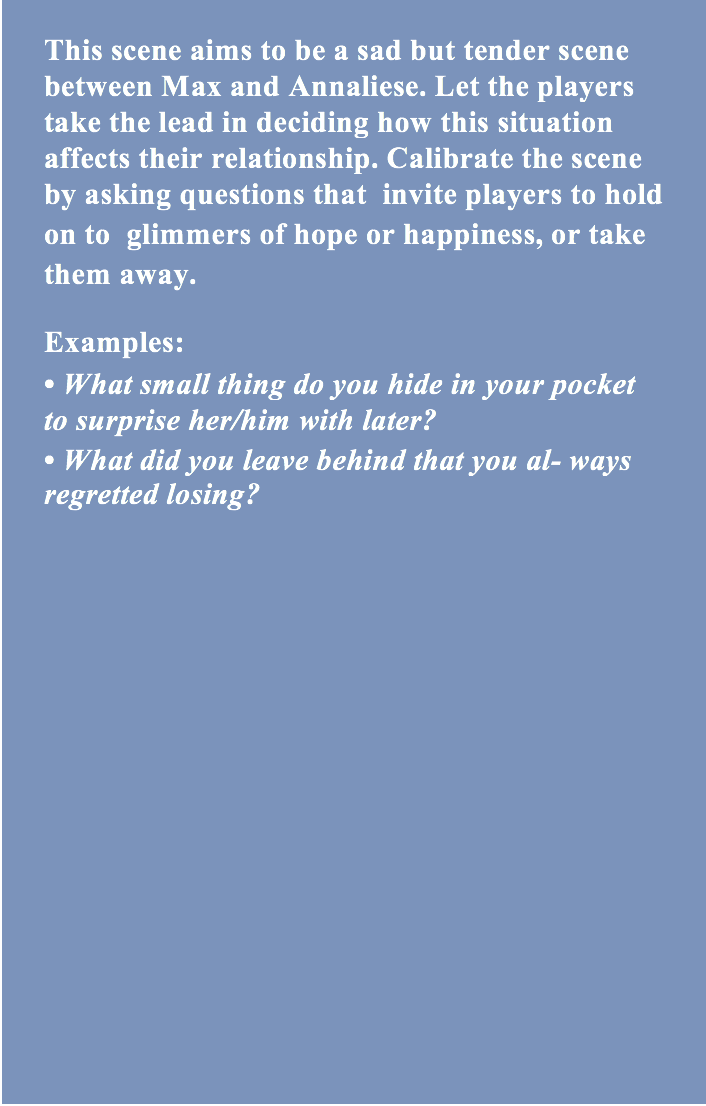 This scene aims to be a sad but tender scene
between Max and Annaliese. Let the players
take the lead in deciding how this situation
affects their relationship. Calibrate the scene
by asking questions that  invite players to hold
on to  glimmers of hope or happiness, or take
them away.
Examples:
• What small thing do you hide in your pocket
to surprise her/him with later?
• What did you leave behind that you al- ways
regretted losing?